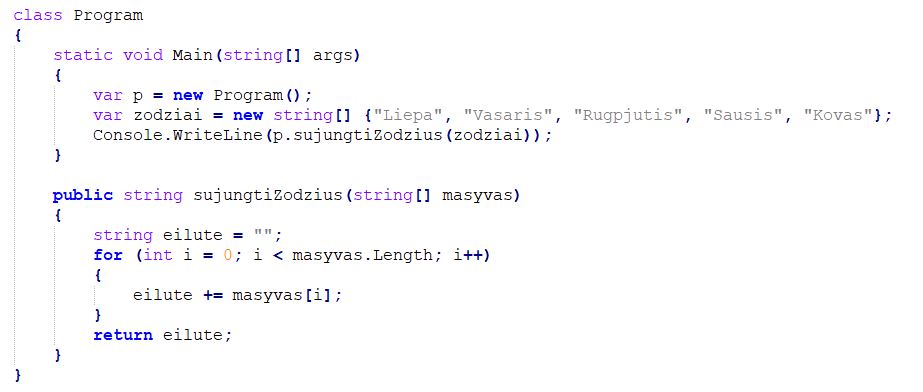 class Program
{
    static void Main(string[] args)
    {
        var p = new Program();
        var zodziai = new string[] {"Liepa", "Vasaris", "Rugpjutis", "Sausis", "Kovas"};
        Console.WriteLine(p.sujungtiZodzius(zodziai));
    }

    public string sujungtiZodzius(string[] masyvas)
    {
        string eilute = "";
        for (int i = 0; i < masyvas.Length; i++)
        {
            eilute += masyvas[i];
        }
        return eilute;
    }
}